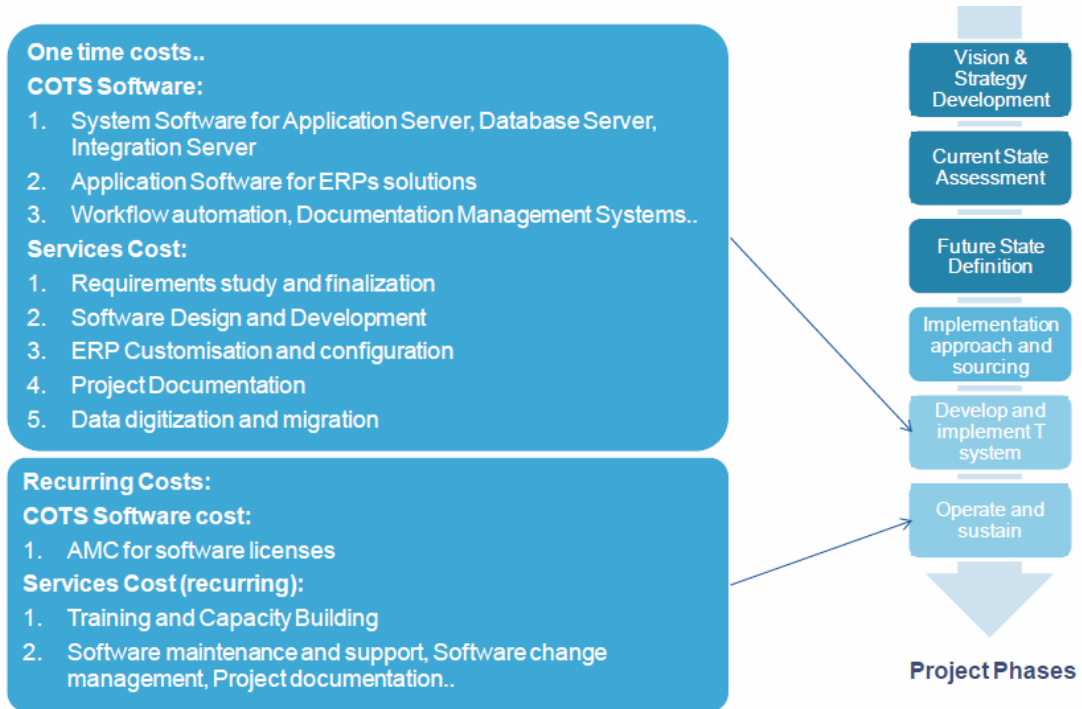 One time costs..
COTS Software:
1. System Software for Application Server, Database Server,
Integration Server
2. Application Software for ERPs solutions
3. Workflow automation, Documentation Management Systems..
Services Cost:
1. Requirements study and finalization
2. Software Design and Development
3. ERP Customisation and configuration
4. Project Documentation
5. Data digitization and migration
Recurring Costs:
COTS Software cost:
1. AMC for software licenses
Services Cost (recurring):
1. Training and Capacity Building
2. Software maintenance and support, Software change
management, Project documentation..
Vision &
Strategy
Development
Current State
Assessment
Future State
Definition
Implementation
approach and
sourcing
Develop and
implement T
system
Operate and
sustain
Project Phases